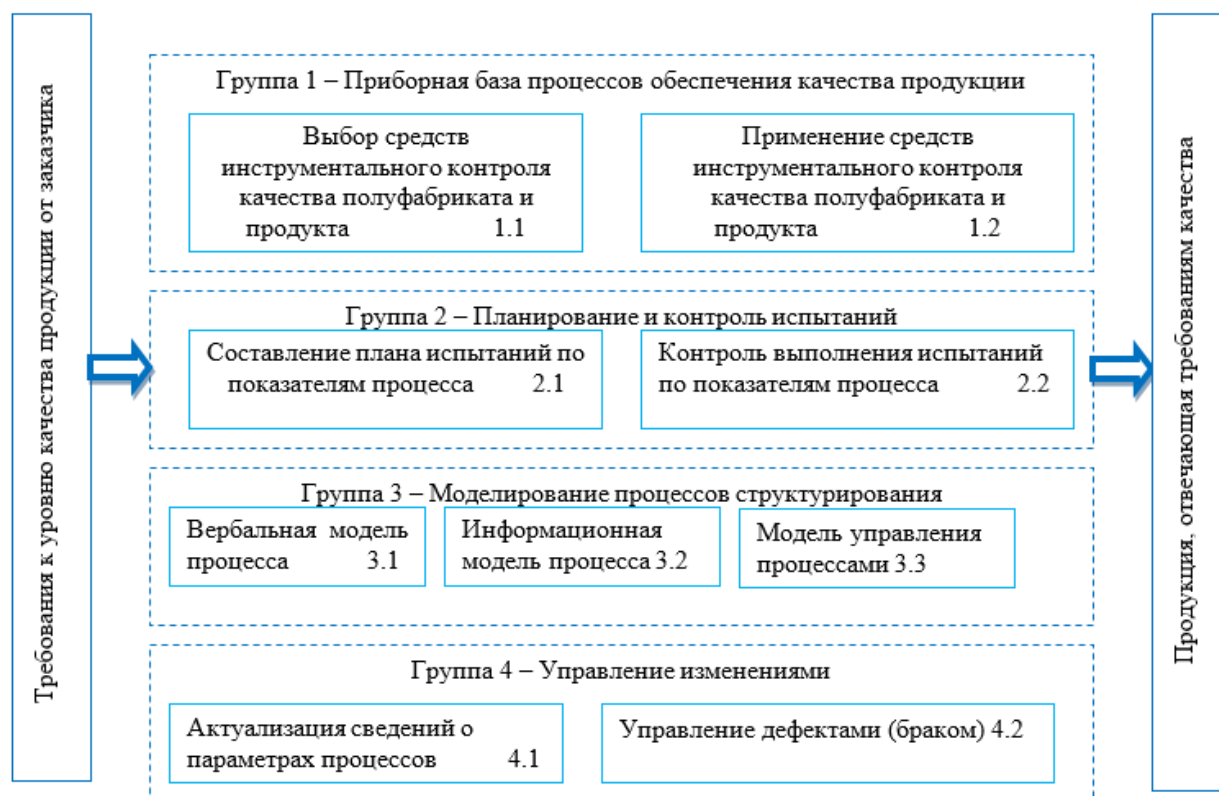 Требования к уровню качества продукции от заказчика
Группа 1 – Приборная база процессов обеспечения качества продукции
Выбор средств
инструментального контроля
качества полуфабриката и
продукта 1.1
Применение средств
инструментального контроля
качества полуфабриката и
продукта 1.2
Группа 2 – Планирование и контроль испытаний
Составление плана испытаний по
показателям процесса 2.1
Контроль выполнения испытаний
по показателям процесса 2.2
Группа 3 – Моделирование процессов структурирования
Вербальная модель
процесса 3.1
Информационная
модель процесса 3.2
Модель управления
процессами 3.3
Группа 4 – Управление изменениями
Актуализация сведений о
параметрах процессов 4.1
Управление дефектами (браком) 4.2
Продукция, отвечающая требованиям качества